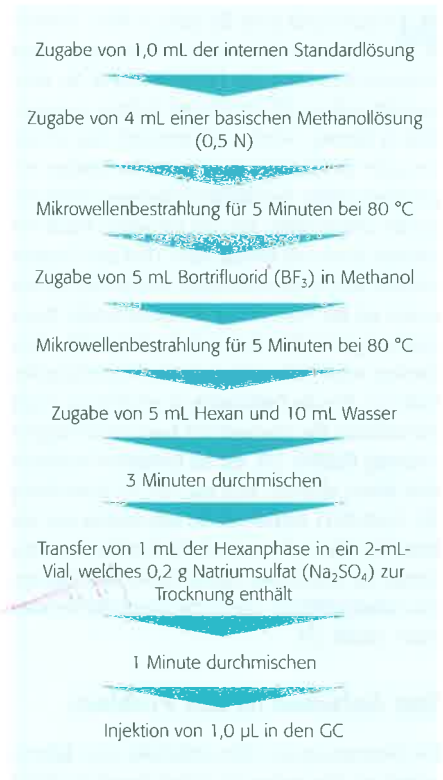 Zugabe von 1,0 mL der internen Standardlösung
Zugabe von 4 mL einer basischen Methanollösung
(0,5 N)
Mikrowellenbestrahlung für 5 Minuten bei 80 °C
Zugabe von 5 mL Bortrifluorid (BF₃) in Methanol
Mikrowellenbestrahlung für 5 Minuten bei 80 °C
Zugabe von 5 mL Hexan und 10 mL Wasser
3 Minuten durchmischen
Transfer von 1 mL der Hexanphase in ein 2-mL-
Vial, welches 0,2 g Natriumsulfat (Na₂SO₄) zur
Trocknung enthält
1 Minute durchmischen
Injektion von 1,0 µL in den GC